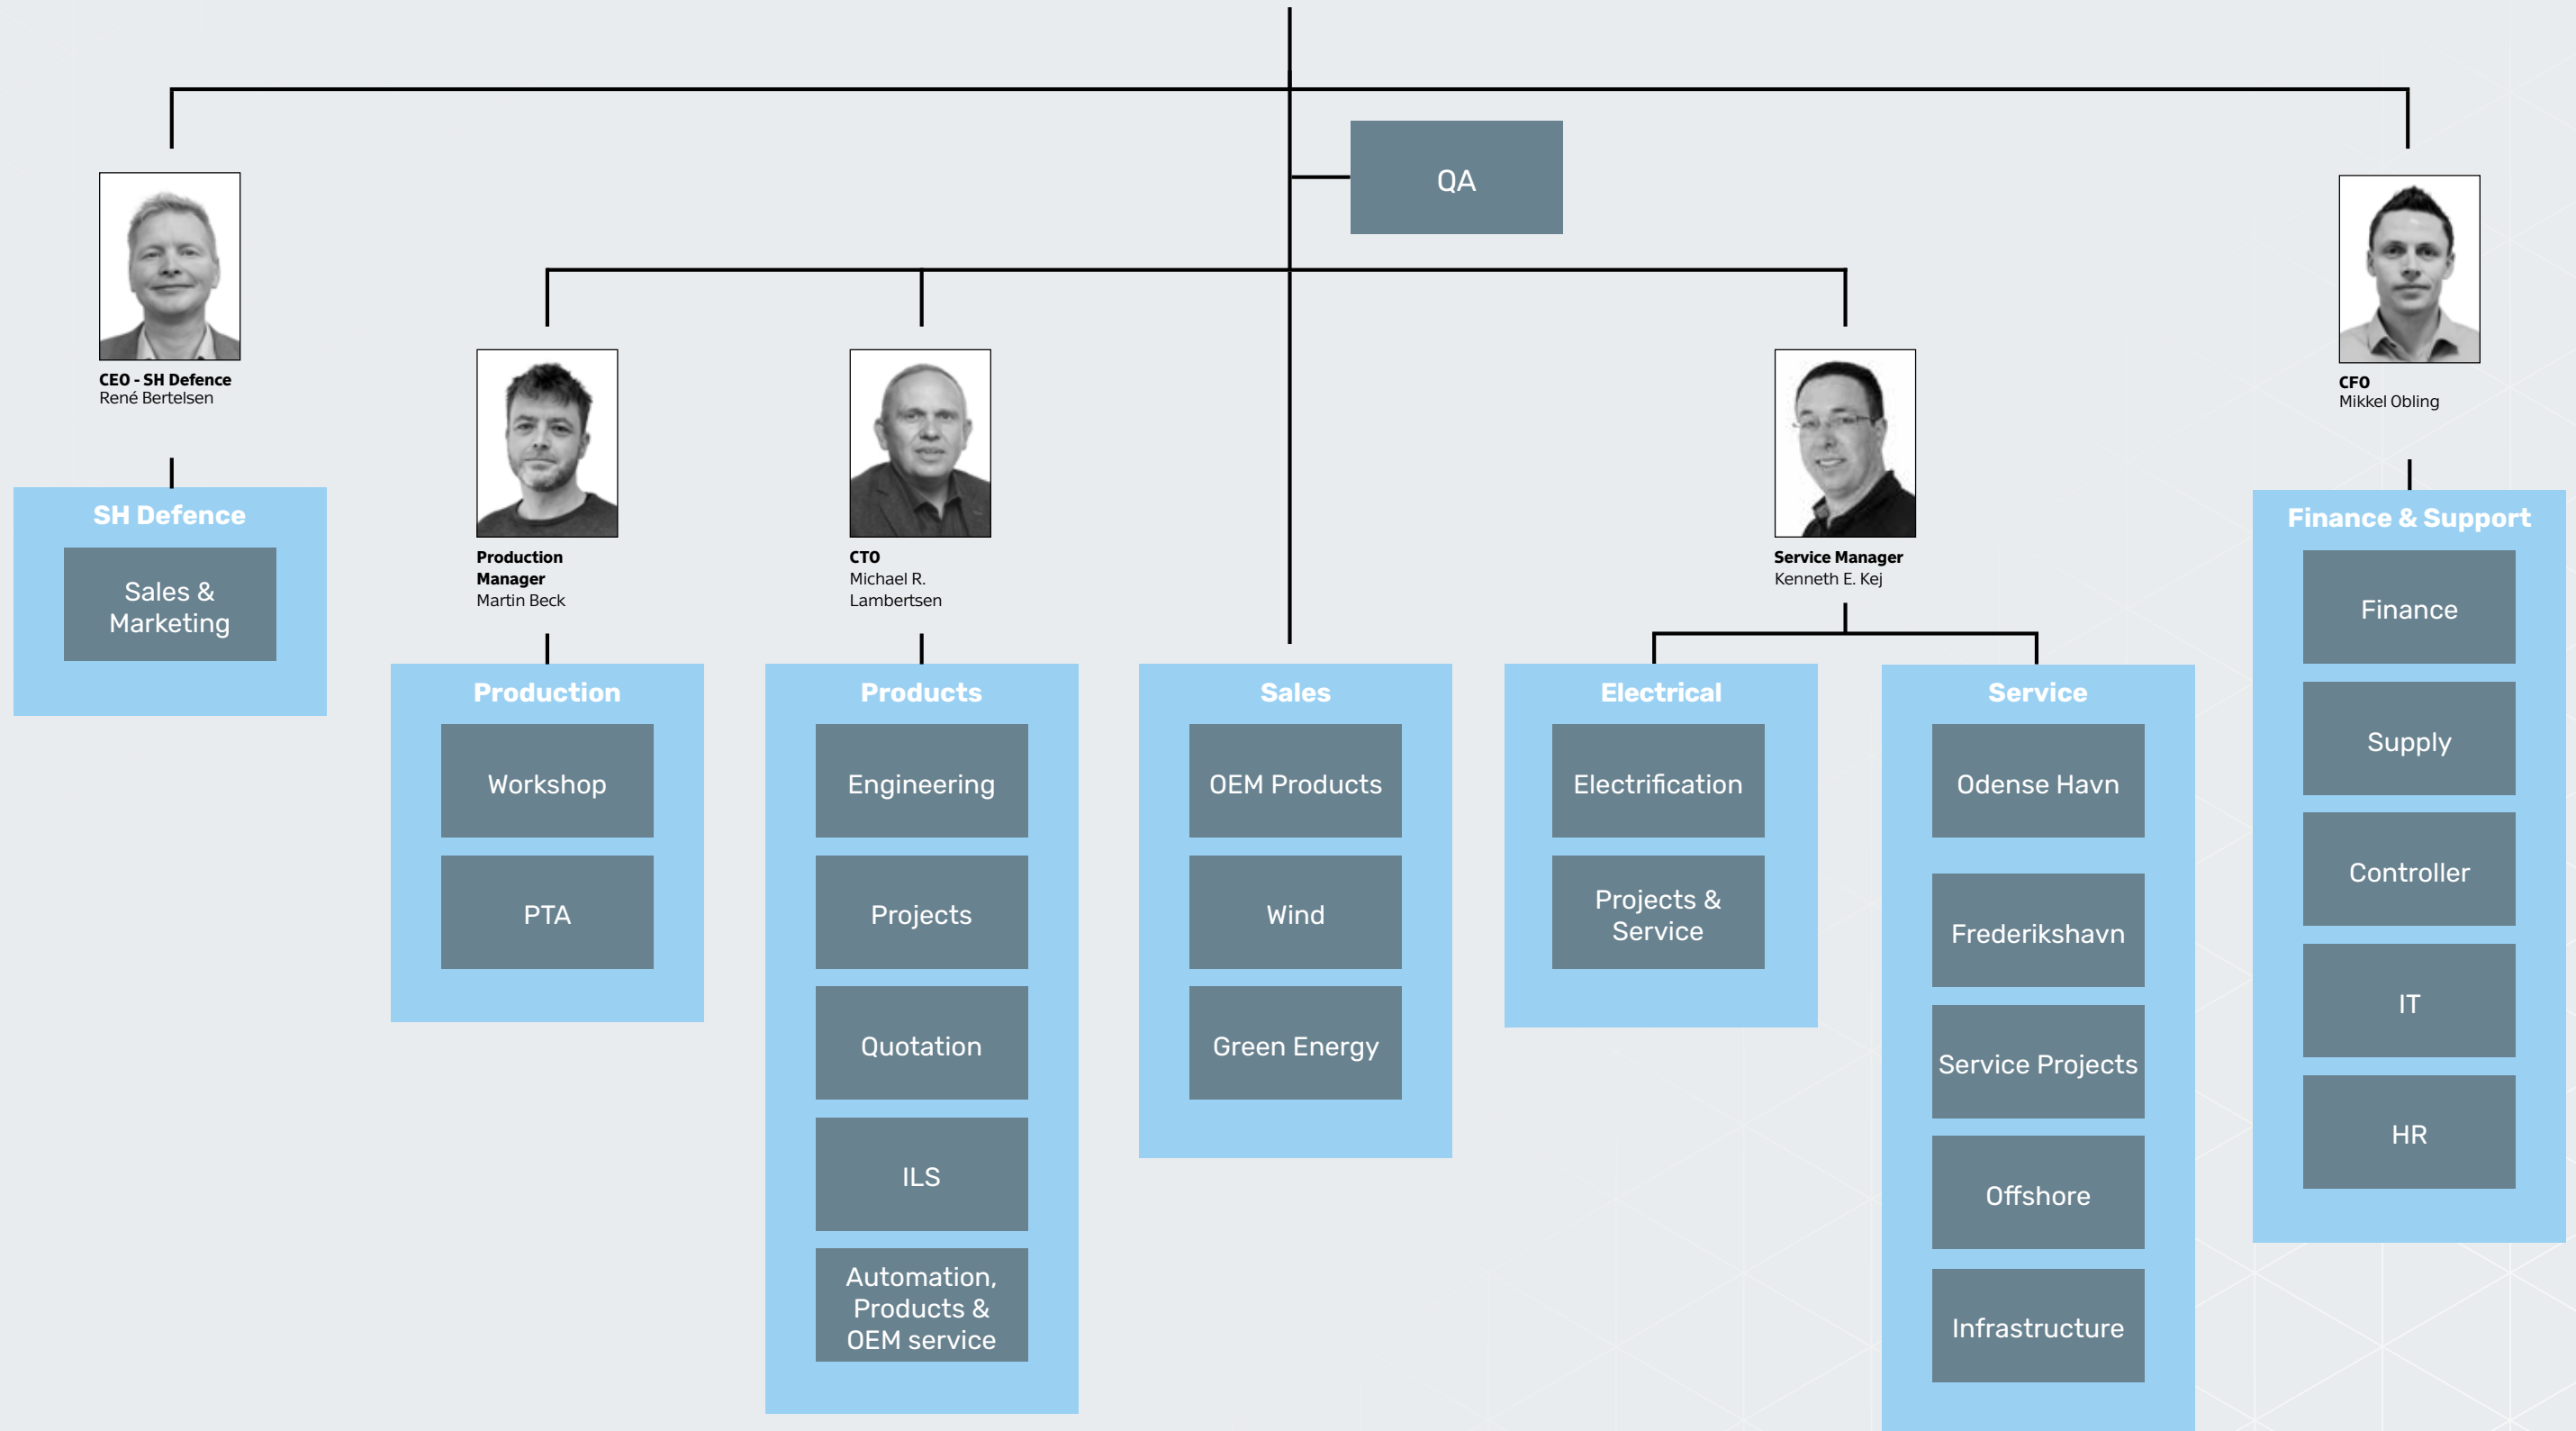 QA
CEO - SH Defence
René Bertelsen
CFO
Mikkel Obling
Production
Manager
Martin Beck
CTO
Michael R.
Lambertsen
Service Manager
Kenneth E. Kej
SH Defence
Sales &
Marketing
Production
Workshop
PTA
Products
Engineering
Projects
Quotation
ILS
Automation,
Products &
OEM service
Sales
OEM Products
Wind
Green Energy
Electrical
Electrification
Projects &
Service
Service
Odense Havn
Frederikshavn
Service Projects
Offshore
Infrastructure
Finance & Support
Finance
Supply
Controller
IT
HR